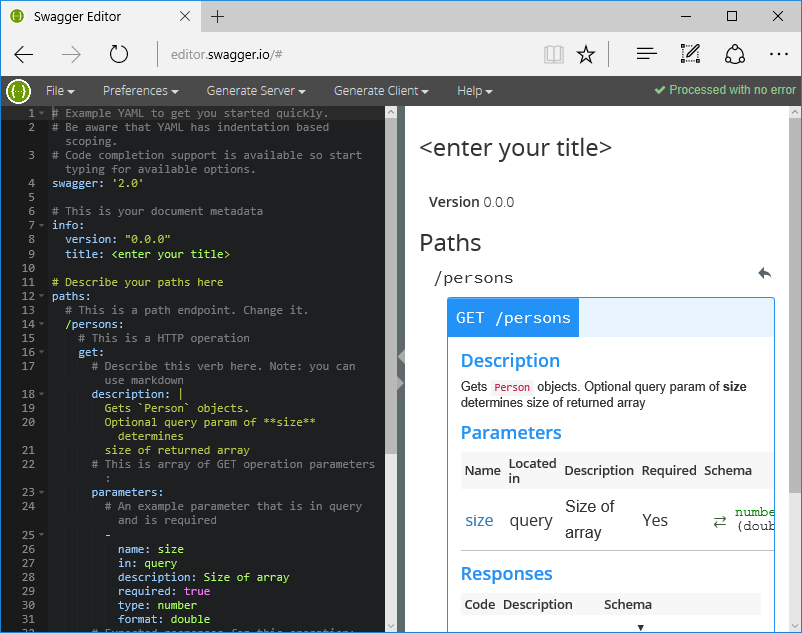 Swagger Editor
editor.swagger.io/#
File Preferences Generate Server Generate Client Help Processed with no error
1 # Example YAML to get you started quickly.
2 # Be aware that YAML has indentation based
scoping.
3 # Code completion support is available so start
typing for available options.
4 swagger: '2.0'
5
6 # This is your document metadata
7 info:
8 version: "0.0.0"
9 title: <enter your title>
10
11 # Describe your paths here
12 paths:
13 # This is a path endpoint. Change it.
14 /persons:
15 # This is a HTTP operation
16 get:
17 # Describe this verb here. Note: you can
use markdown
18 description: |
19 Gets `Person` objects.
20 Optional query param of **size**
determines
21 size of returned array
22 # This is array of GET operation parameters
:
23 parameters:
24 # An example parameter that is in query
and is required
25 -
26 name: size
27 in: query
28 description: Size of array
29 required: true
30 type: number
31 format: double
32 # Expected responses for this operation:
<enter your title>
Version 0.0.0
Paths
/persons
GET /persons
Description
Gets Person objects. Optional query param of size
determines size of returned array
Parameters
Name Located in Description Required Schema
size query Size of array Yes ⇄ numbe
(doub
Responses
Code Description Schema